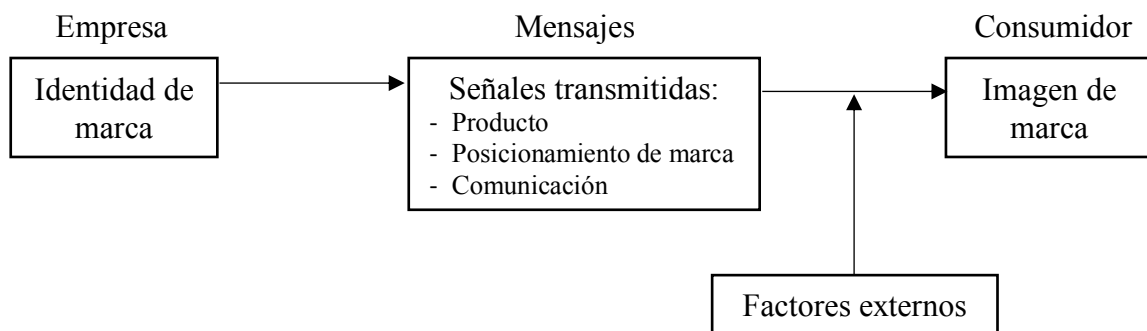 Empresa
Mensajes
Consumidor
Identidad de
marca
Señales transmitidas:
- Producto
- Posicionamiento de marca
- Comunicación
Imagen de
marca
Factores externos